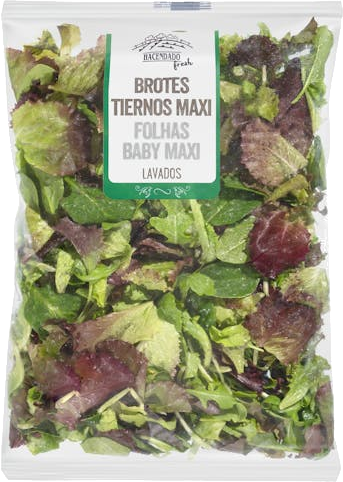 HACENDADO
fresh
BROTES
TIERNOS MAXI
FOLHAS
BABY MAXI
LAVADOS